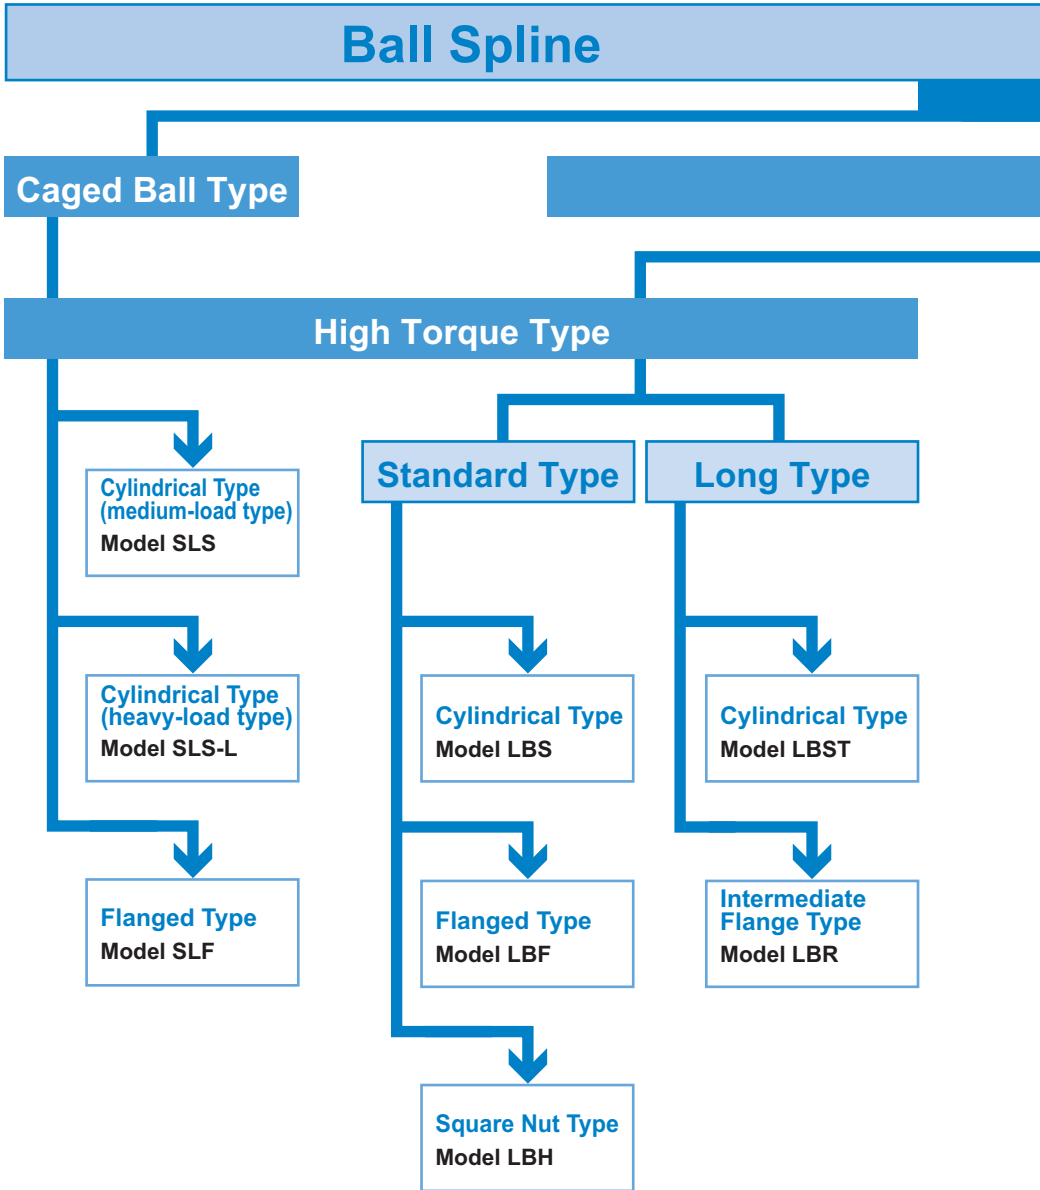 Ball Spline
Caged Ball Type
High Torque Type
Cylindrical Type
(medium-load type)
Model SLS
Cylindrical Type
(heavy-load type)
Model SLS-L
Flanged Type
Model SLF
Standard Type
Cylindrical Type
Model LBS
Flanged Type
Model LBF
Square Nut Type
Model LBH
Long Type
Cylindrical Type
Model LBST
Intermediate
Flange Type
Model LBR